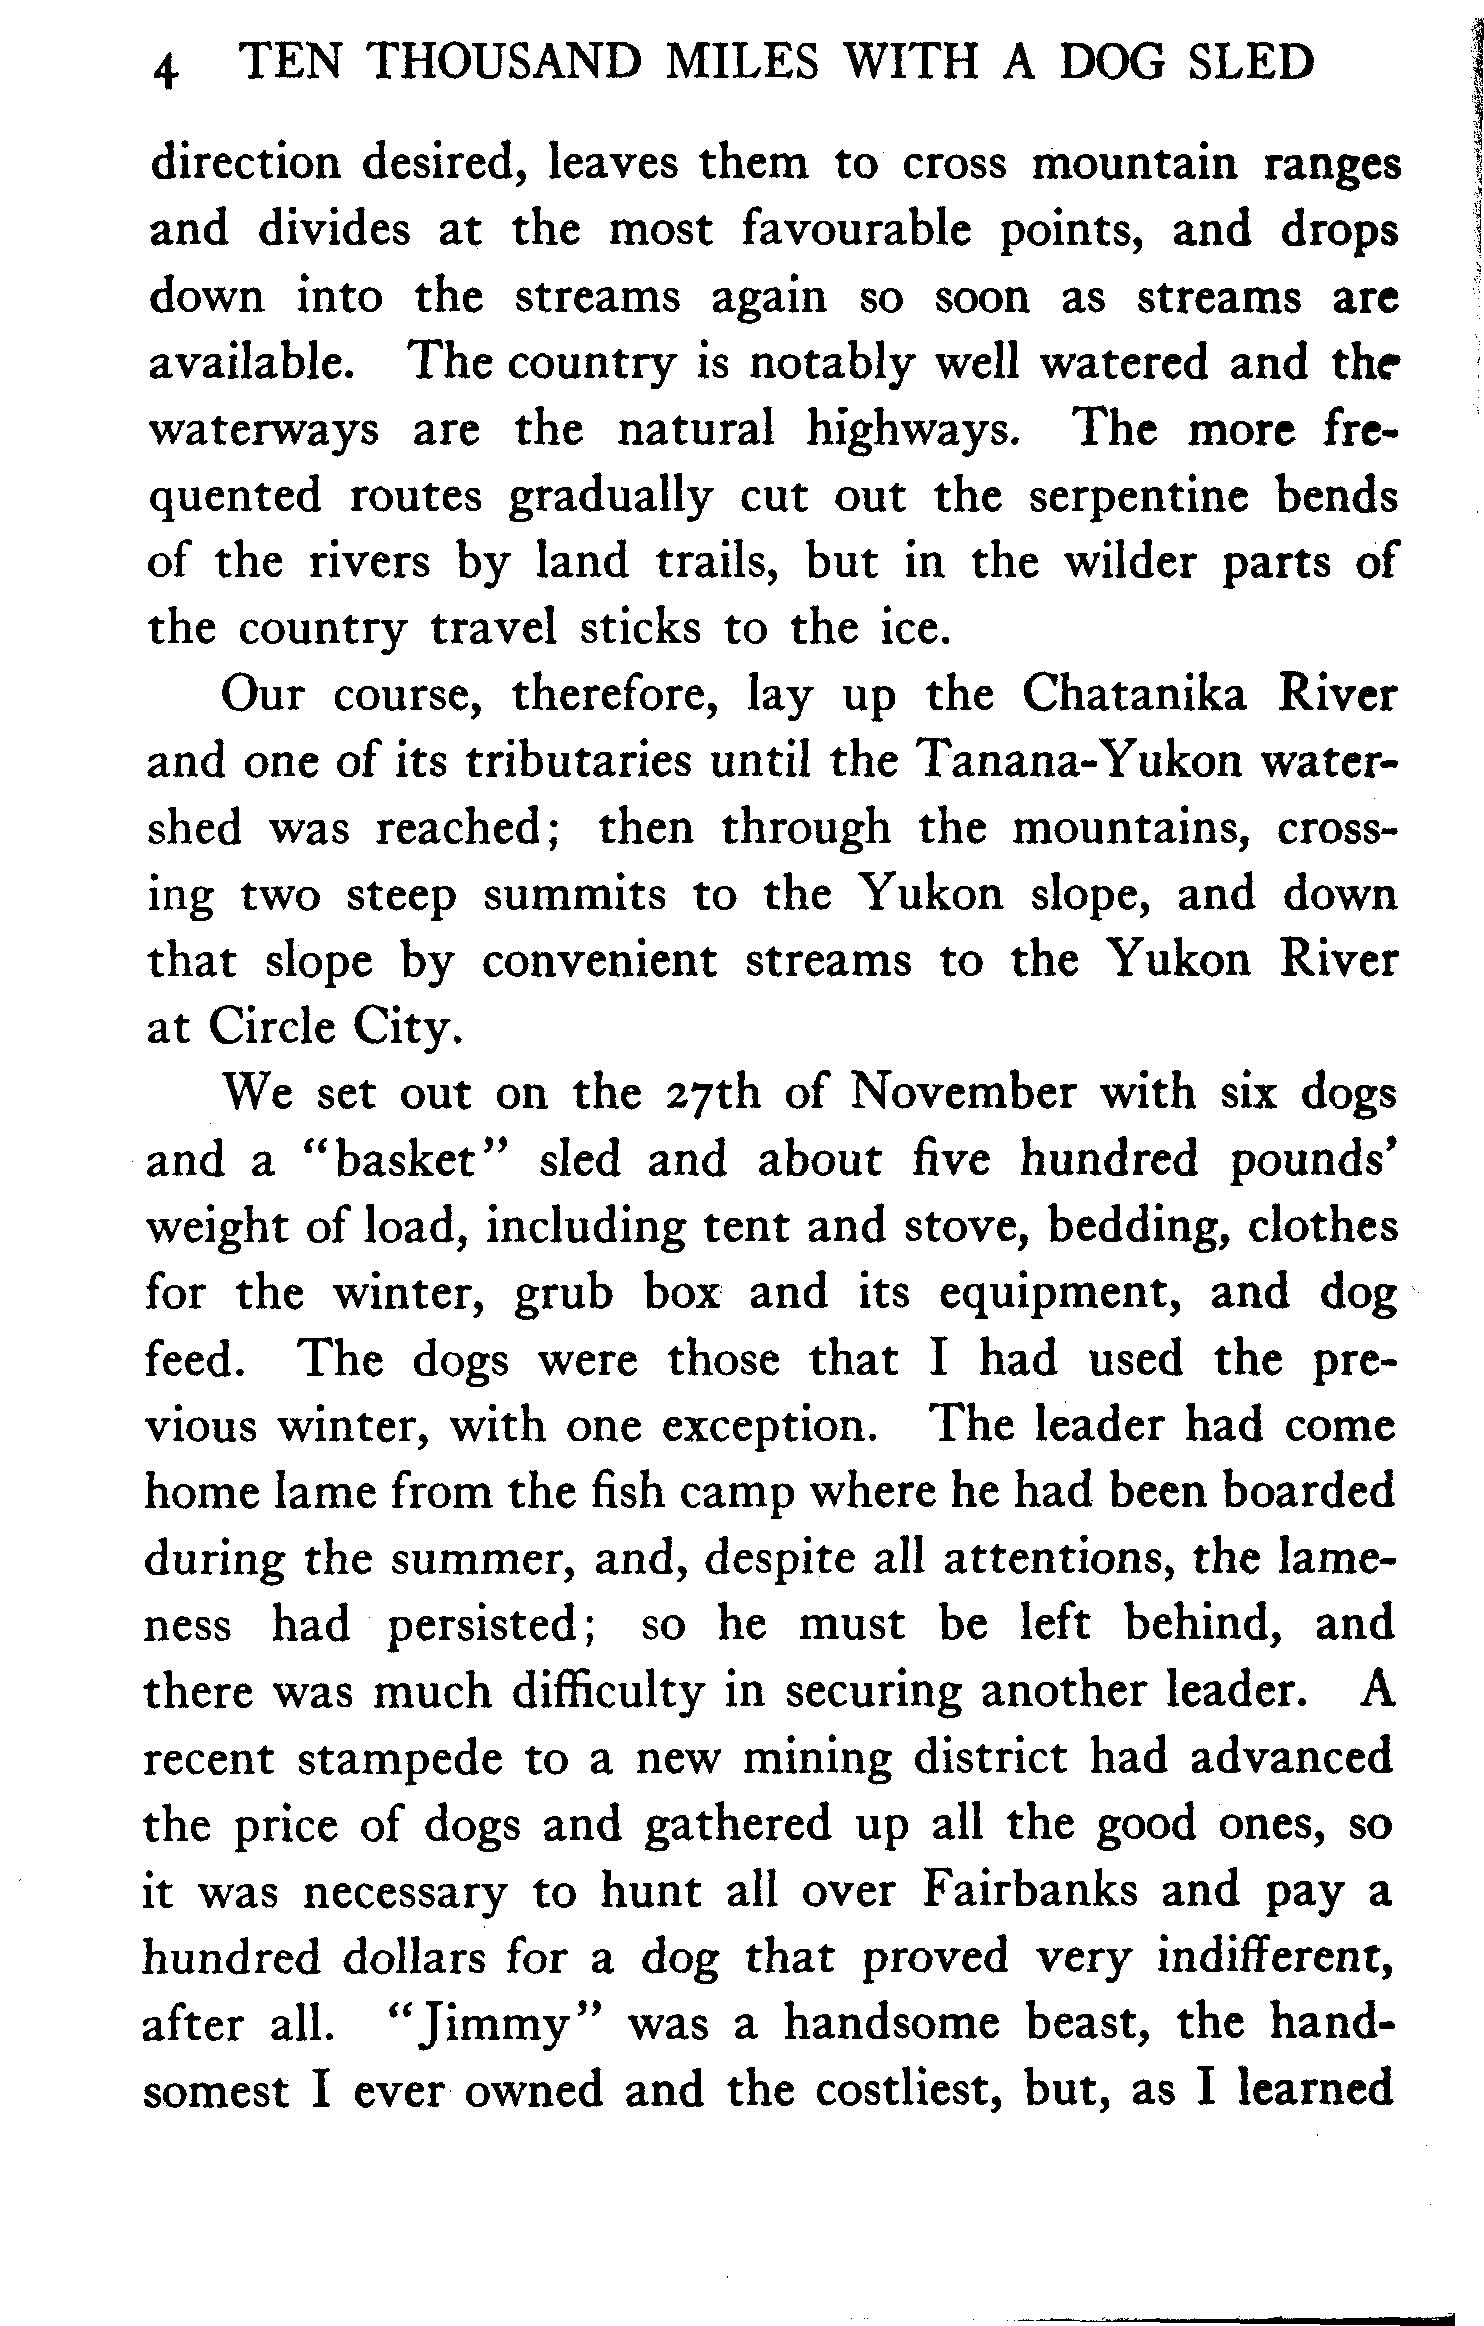 4 TEN THOUSAND MILES WITH A DOG SLED
direction desired, leaves them to cross mountain ranges
and divides at the most favourable points, and drops
down into the streams again so soon as streams are
available. The country is notably well watered and the
waterways are the natural highways. The more fre-
quented routes gradually cut out the serpentine bends
of the rivers by land trails, but in the wilder parts of
the country travel sticks to the ice.
Our course, therefore, lay up the Chatanika River
and one of its tributaries until the Tanana-Yukon water-
shed was reached; then through the mountains, cross-
ing two steep summits to the Yukon slope, and down
that slope by convenient streams to the Yukon River
at Circle City.
We set out on the 27th of November with six dogs
and a "basket" sled and about five hundred pounds'
weight of load, including tent and stove, bedding, clothes
for the winter, grub box and its equipment, and dog
feed. The dogs were those that I had used the pre-
vious winter, with one exception. The leader had come
home lame from the fish camp where he had been boarded
during the summer, and, despite all attentions, the lame-
ness had persisted; so he must be left behind, and
there was much difficulty in securing another leader. A
recent stampede to a new mining district had advanced
the price of dogs and gathered up all the good ones, so
it was necessary to hunt all over Fairbanks and pay a
hundred dollars for a dog that proved very indifferent,
after all. "Jimmy" was a handsome beast, the hand-
somest I ever owned and the costliest, but, as I learned